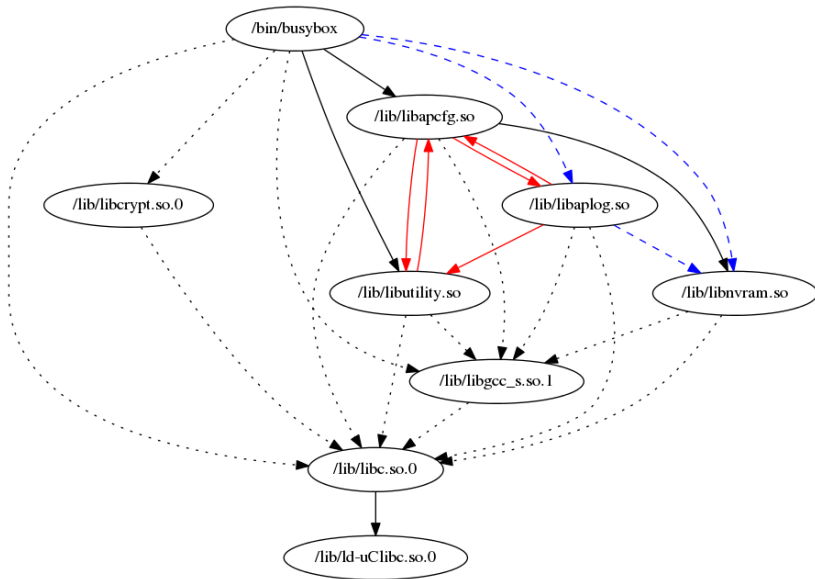 /bin/busybox
/lib/libapcfg.so
/lib/libcrypt.so.0
/lib/libaplog.so
/lib/libutility.so
/lib/libnvram.so
/lib/libgcc_s.so.1
/lib/libc.so.0
/lib/ld-uClibc.so.0